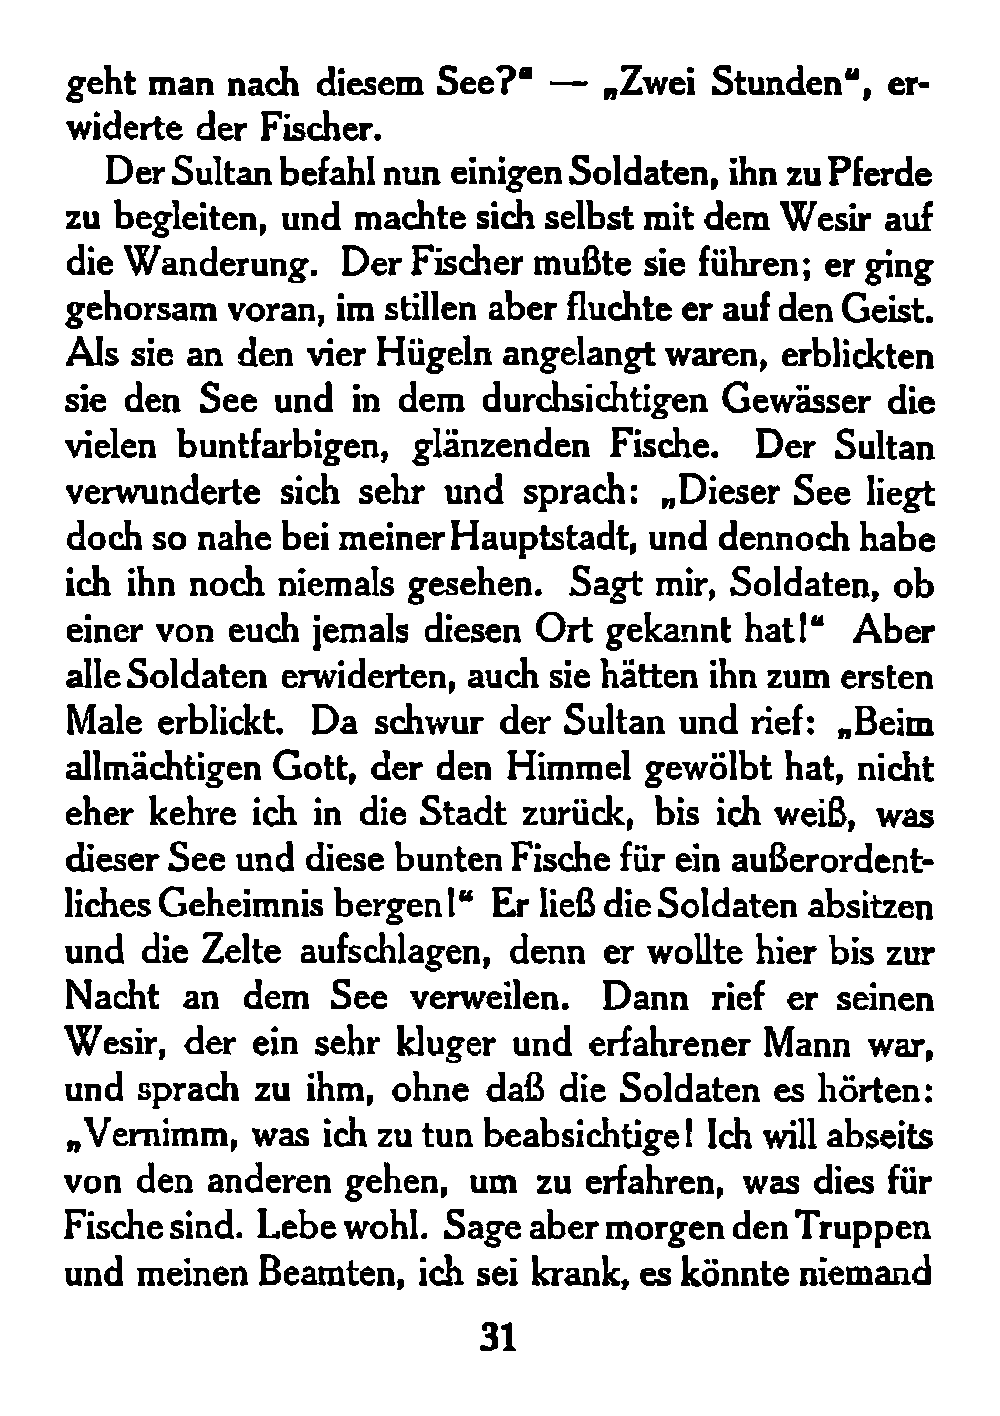 geht man nach diesem See?“ — „Zwei Stunden“, er-
widerte der Fischer.
Der Sultan befahl nun einigen Soldaten, ihn zu Pferde
zu begleiten, und machte sich selbst mit dem Wesir auf
die Wanderung. Der Fischer mußte sie führen; er ging
gehorsam voran, im stillen aber fluchte er auf den Geist.
Als sie an den vier Hügeln angelangt waren, erblickten
sie den See und in dem durchsichtigen Gewässer die
vielen buntfarbigen, glänzenden Fische. Der Sultan
verwunderte sich sehr und sprach: „Dieser See liegt
doch so nahe bei meiner Hauptstadt, und dennoch habe
ich ihn noch niemals gesehen. Sagt mir, Soldaten, ob
einer von euch jemals diesen Ort gekannt hat!“ Aber
alle Soldaten erwiderten, auch sie hätten ihn zum ersten
Male erblickt. Da schwur der Sultan und rief: „Beim
allmächtigen Gott, der den Himmel gewölbt hat, nicht
eher kehre ich in die Stadt zurück, bis ich weiß, was
dieser See und diese bunten Fische für ein außerordent-
liches Geheimnis bergen!“ Er ließ die Soldaten absitzen
und die Zelte aufschlagen, denn er wollte hier bis zur
Nacht an dem See verweilen. Dann rief er seinen
Wesir, der ein sehr kluger und erfahrener Mann war,
und sprach zu ihm, ohne daß die Soldaten es hörten:
„Vernimm, was ich zu tun beabsichtige! Ich will abseits
von den anderen gehen, um zu erfahren, was dies für
Fische sind. Lebe wohl. Sage aber morgen den Truppen
und meinen Beamten, ich sei krank, es könnte niemand
31